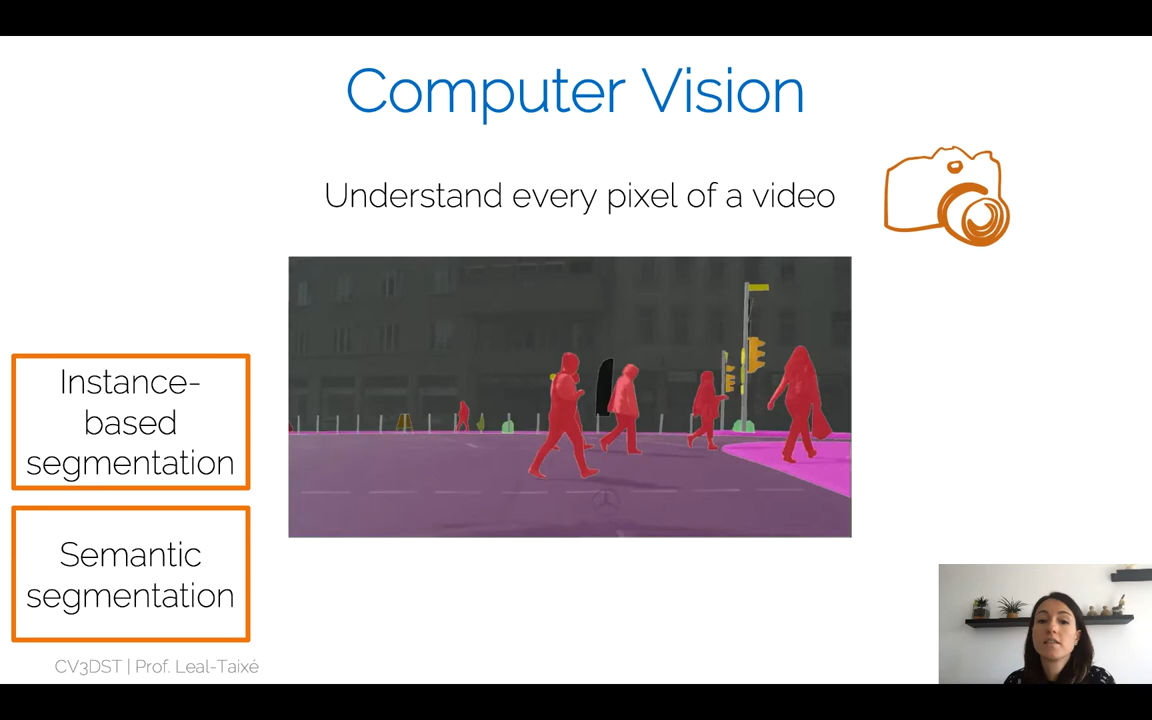 Computer Vision
Understand every pixel of a video
Instance-
based
segmentation
Semantic
segmentation
CV3DST | Prof. Leal-Taixé